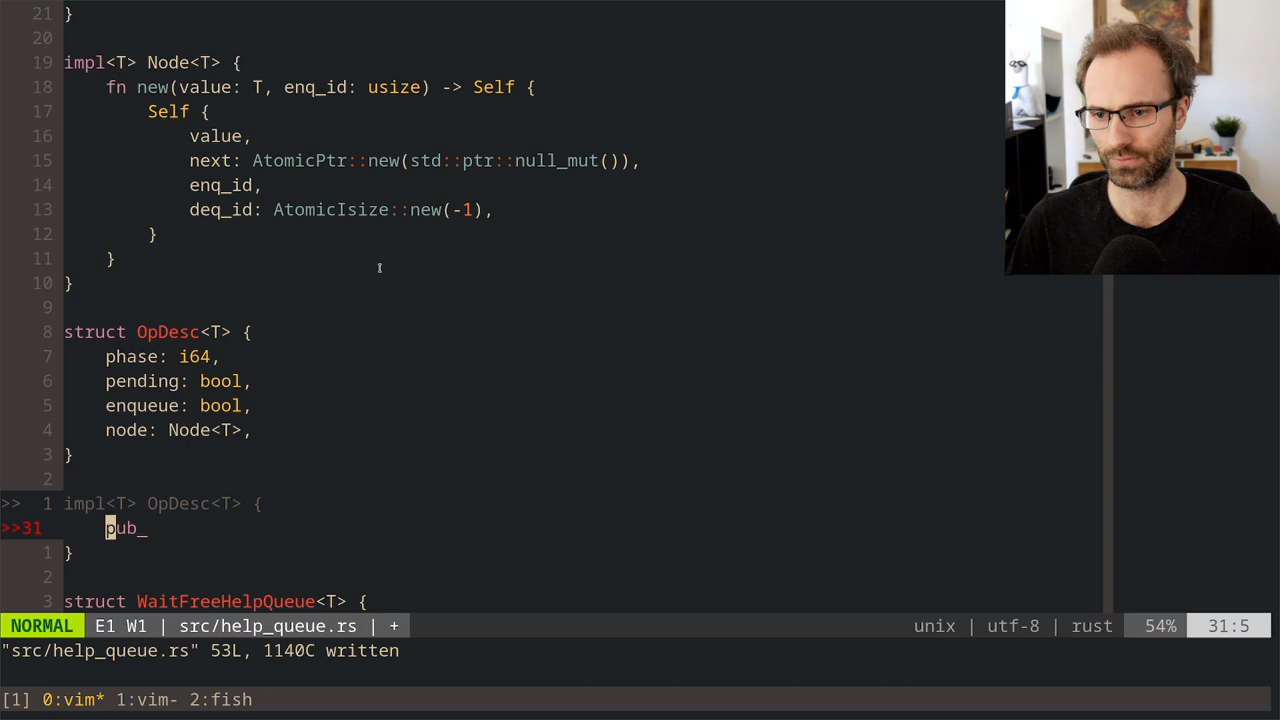 21 }
20
19 impl<T> Node<T> {
18 fn new(value: T, enq_id: usize) -> Self {
17 Self {
16 value,
15 next: AtomicPtr::new(std::ptr::null_mut()),
14 enq_id,
13 deq_id: AtomicIsize::new(-1),
12 }
11 }
10 }
9
8 struct OpDesc<T> {
7 phase: i64,
6 pending: bool,
5 enqueue: bool,
4 node: Node<T>,
3 }
2
>> 1 impl<T> OpDesc<T> {
>>31 pub_
1 }
2
3 struct WaitFreeHelpQueue<T> {
NORMAL E1 W1 | src/help_queue.rs | + unix | utf-8 | rust 54% 31:5
"src/help_queue.rs" 53L, 1140C written
[1] 0:vim* 1:vim- 2:fish